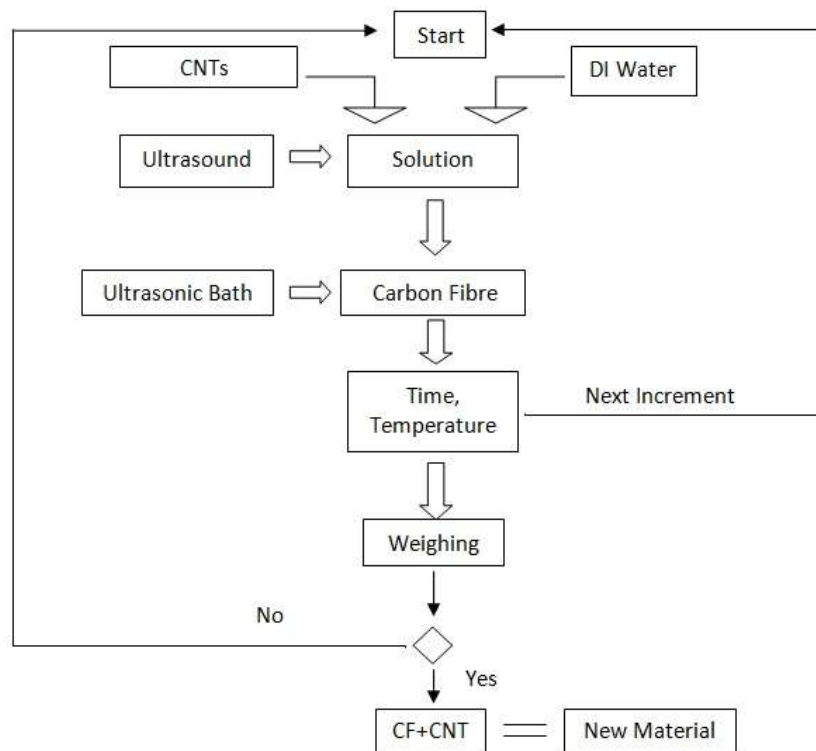 Start
CNTs
DI Water
Ultrasound
Solution
Ultrasonic Bath
Carbon Fibre
Time,
Temperature
Next Increment
Weighing
No
Yes
CF+CNT
New Material